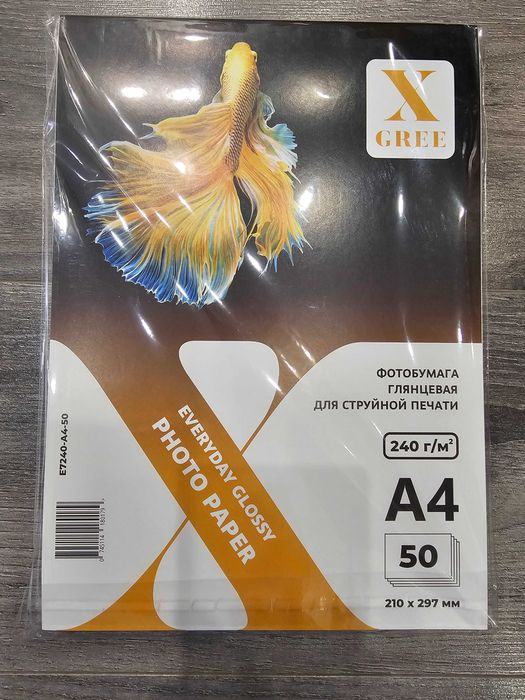 X
GREE
ФОТОБУМАГА
ГЛЯНЦЕВАЯ
ДЛЯ СТРУЙНОЙ ПЕЧАТИ
240 г/м²
A4
50
210 x 297 мм
EVERYDAY GLOSSY
PHOTO PAPER
E7240-A4-50